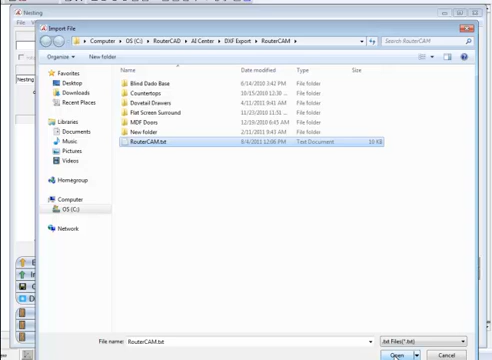 Nesting
File
Import File
Computer ▸ OS (C:) ▸ RouterCAD ▸ AI Center ▸ DXF Export ▸ RouterCAM ▸
Search RouterCAM
Organize ▾ New folder
Name Date modified Type Size
Favorites
Desktop
Downloads
Recent Places
Libraries
Documents
Music
Pictures
Videos
Homegroup
Computer
OS (C:)
Network
Blind Dado Base 6/14/2010 3:42 PM File folder
Countertops 10/15/2010 12:30 ... File folder
Dovetail Drawers 4/11/2011 9:41 AM File folder
Flat Screen Surround 11/23/2010 11:51 ... File folder
MDF Doors 12/10/2010 6:45 AM File folder
New folder 2/11/2011 9:43 AM File folder
RouterCAM.txt 8/4/2011 12:06 PM Text Document 10 KB
Nesting
File name: RouterCAM.txt
.txt Files(*.txt)
Open Cancel